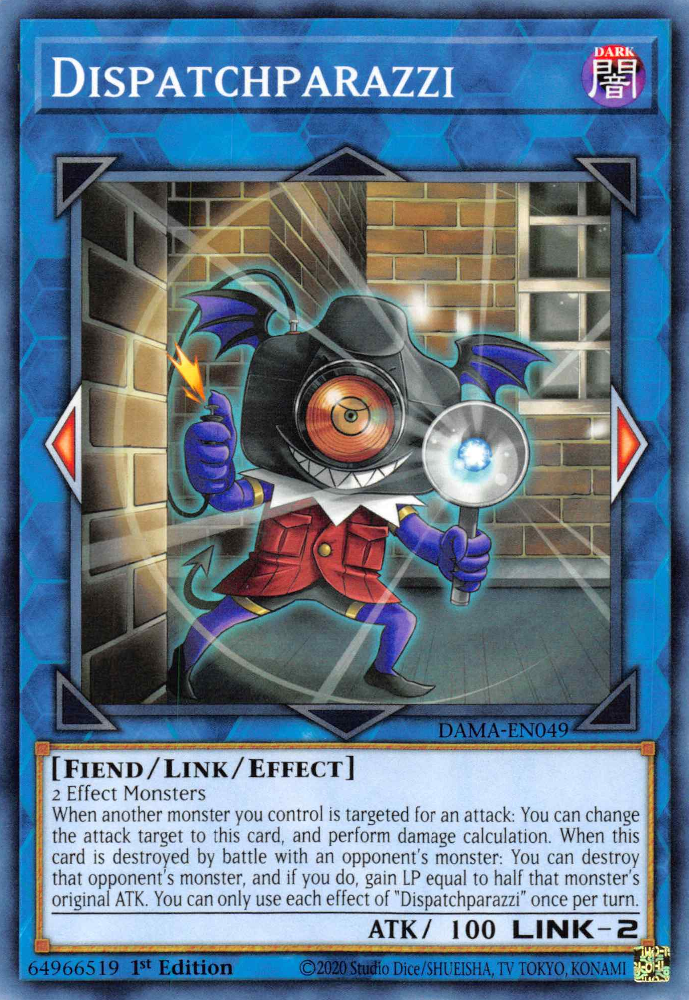 DISPATCHPARAZZI
DARK
闇
DAMA-EN049
[FIEND/LINK/EFFECT]
2 Effect Monsters
When another monster you control is targeted for an attack: You can change
the attack target to this card, and perform damage calculation. When this
card is destroyed by battle with an opponent's monster: You can destroy
that opponent's monster, and if you do, gain LP equal to half that monster's
original ATK. You can only use each effect of "Dispatchparazzi" once per turn.
ATK/ 100 LINK-2
64966519 1st Edition ©2020 Studio Dice/SHUEISHA, TV TOKYO, KONAMI